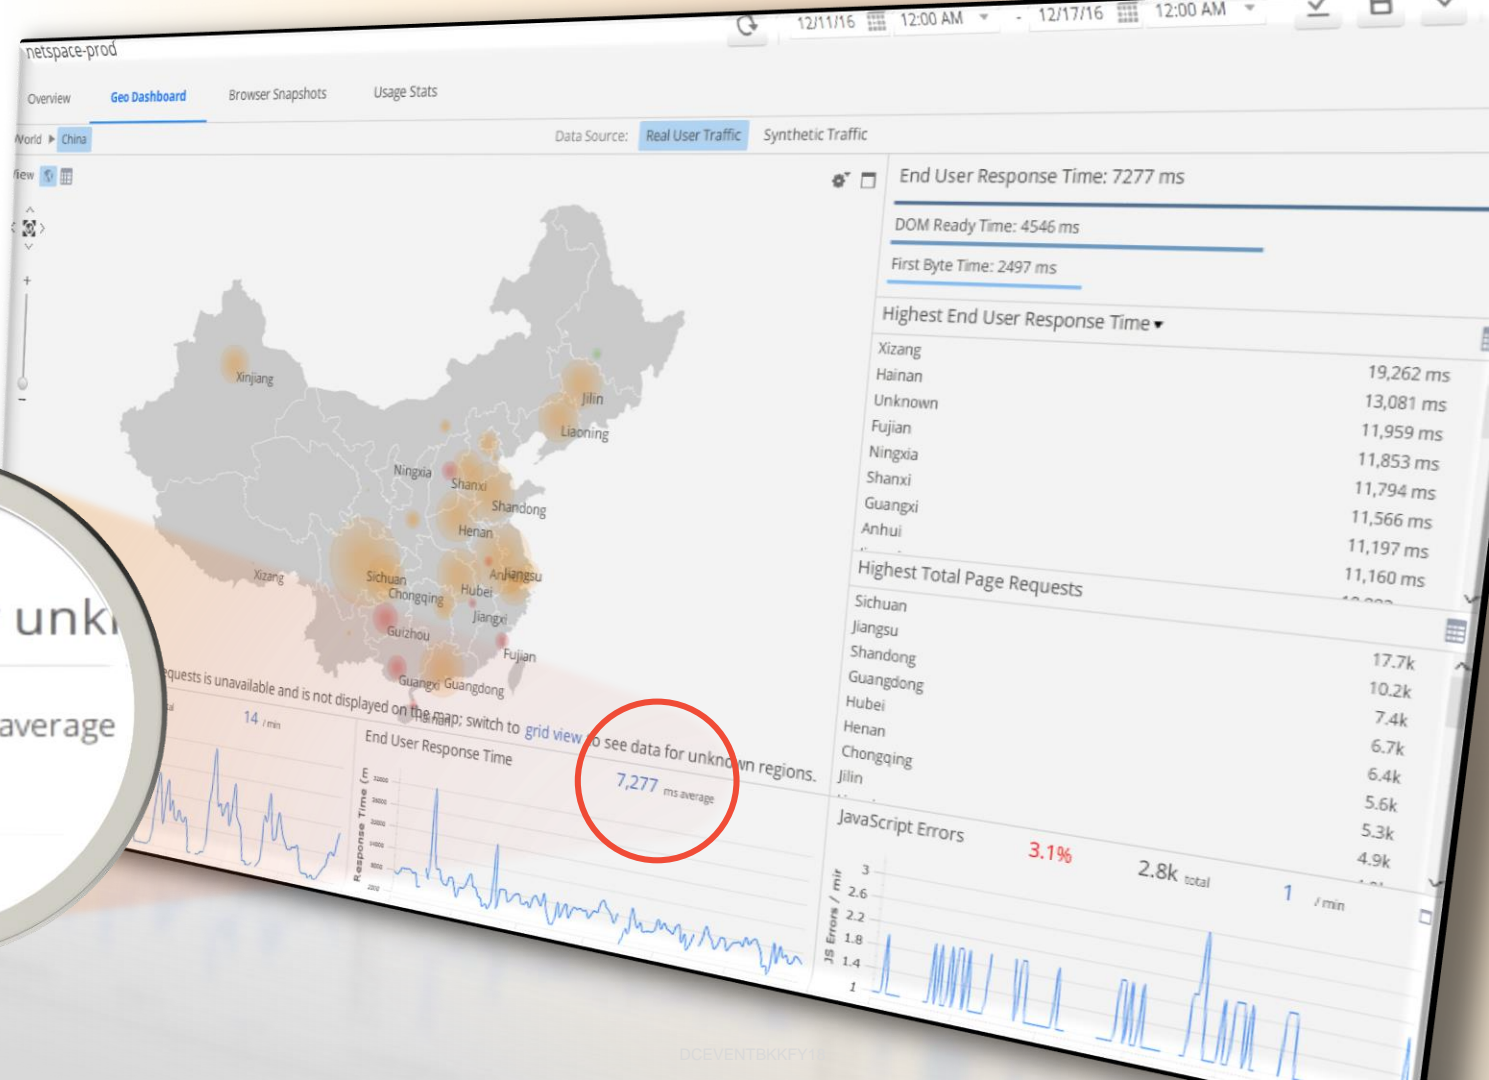 12/11/16 12:00 AM - 12/17/16 12:00 AM
netspace-prod
Overview Geo Dashboard Browser Snapshots Usage Stats
World China
Data Source: Real User Traffic Synthetic Traffic
View
Xinjiang
Jilin
Liaoning
Ningxia
Shanxi
Shandong
Henan
Xizang
Sichuan
Jiangsu
Chongqing
Hubei
Jiangxi
Guizhou
Fujian
Guangxi
Guangdong
Hainan
unk
average
requests is unavailable and is not displayed on the map; switch to grid view to see data for unknown regions.
14 / min
End User Response Time
7,277 ms average
Response Time
End User Response Time: 7277 ms
DOM Ready Time: 4546 ms
First Byte Time: 2497 ms
Highest End User Response Time
Xizang 19,262 ms
Hainan 13,081 ms
Unknown 11,959 ms
Fujian 11,853 ms
Ningxia 11,794 ms
Shanxi 11,566 ms
Guangxi 11,197 ms
Anhui 11,160 ms
Highest Total Page Requests
Sichuan 17.7k
Jiangsu 10.2k
Shandong 7.4k
Guangdong 6.7k
Hubei 6.4k
Henan 5.6k
Chongqing 5.3k
Jilin 4.9k
JavaScript Errors
3.1% 2.8k total 1 / min
JS Errors / min
3
2.6
2.2
1.8
1.4
1